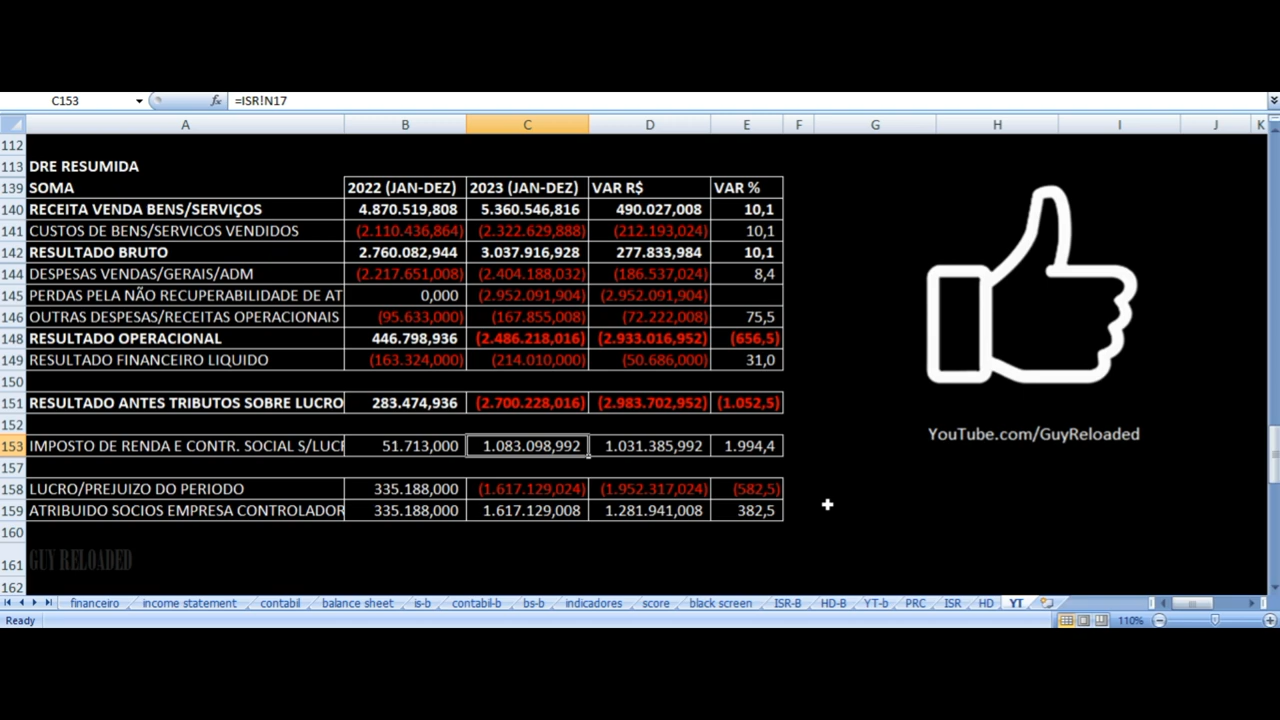 C153 fx =ISR!N17
A B C D E F G H I J K
112
113 DRE RESUMIDA
139 SOMA 2022 (JAN-DEZ) 2023 (JAN-DEZ) VAR R$ VAR %
140 RECEITA VENDA BENS/SERVIÇOS 4.870.519,808 5.360.546,816 490.027,008 10,1
141 CUSTOS DE BENS/SERVICOS VENDIDOS (2.110.436,864) (2.322.629,888) (212.193,024) 10,1
142 RESULTADO BRUTO 2.760.082,944 3.037.916,928 277.833,984 10,1
144 DESPESAS VENDAS/GERAIS/ADM (2.217.651,008) (2.404.188,032) (186.537,024) 8,4
145 PERDAS PELA NÃO RECUPERABILIDADE DE AT 0,000 (2.952.091,904) (2.952.091,904)
146 OUTRAS DESPESAS/RECEITAS OPERACIONAIS (95.633,000) (167.855,008) (72.222,008) 75,5
148 RESULTADO OPERACIONAL 446.798,936 (2.486.218,016) (2.933.016,952) (656,5)
149 RESULTADO FINANCEIRO LIQUIDO (163.324,000) (214.010,000) (50.686,000) 31,0
150
151 RESULTADO ANTES TRIBUTOS SOBRE LUCRO 283.474,936 (2.700.228,016) (2.983.702,952) (1.052,5)
152
153 IMPOSTO DE RENDA E CONTR. SOCIAL S/LUCR 51.713,000 1.083.098,992 1.031.385,992 1.994,4
157
158 LUCRO/PREJUIZO DO PERIODO 335.188,000 (1.617.129,024) (1.952.317,024) (582,5)
159 ATRIBUIDO SOCIOS EMPRESA CONTROLADOR 335.188,000 1.617.129,008 1.281.941,008 382,5
160
161 GUY RELOADED
162
YouTube.com/GuyReloaded
financeiro income statement contabil balance sheet is-b contabil-b bs-b indicadores score black screen ISR-B HD-B YT-b PRC ISR HD YT
Ready 110%